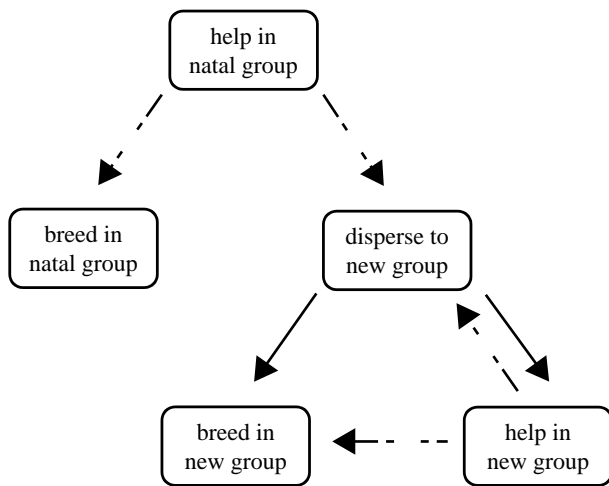 help in
natal group
breed in
natal group
disperse to
new group
breed in
new group
help in
new group